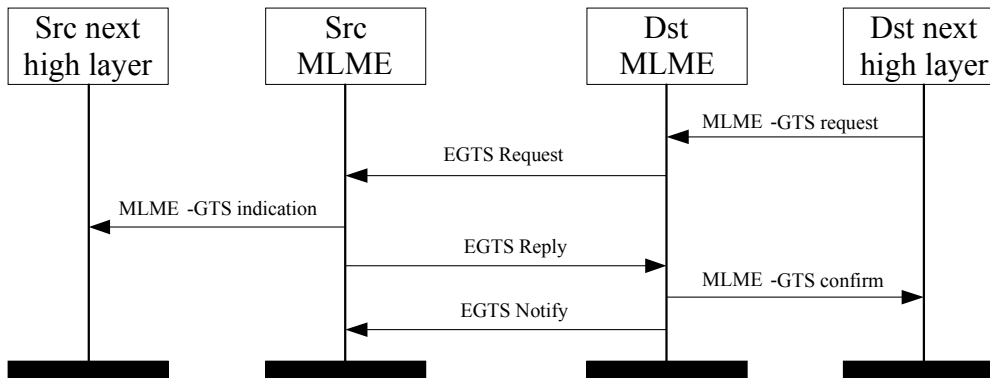 Src next
high layer
Src
MLME
Dst
MLME
Dst next
high layer
MLME -GTS request
EGTS Request
MLME -GTS indication
EGTS Reply
MLME -GTS confirm
EGTS Notify